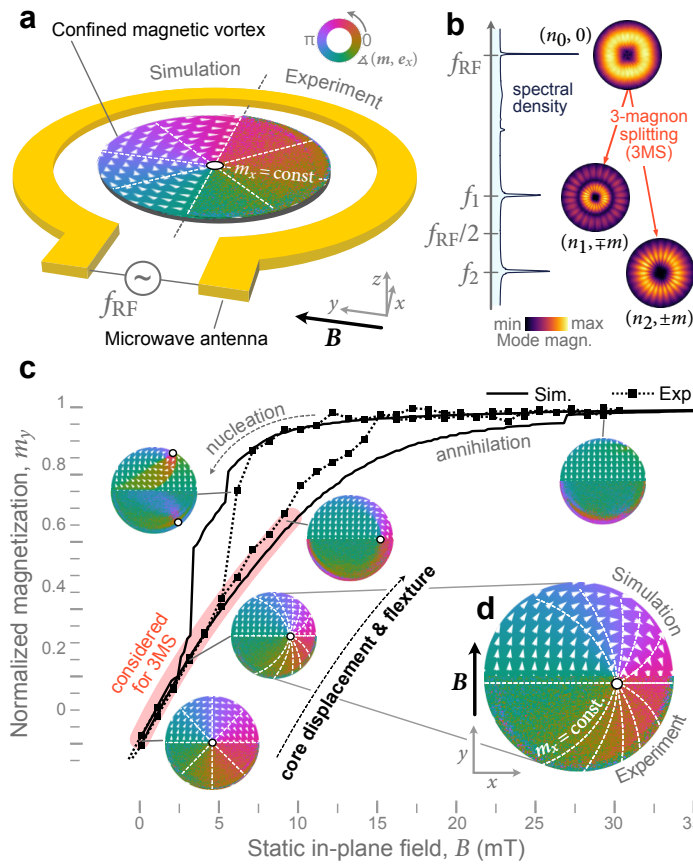 a
Confined magnetic vortex
π
0
∡(m, eₓ)
Simulation
Experiment
mₓ = const
~
f_RF
Microwave antenna
z
y
x
B
b
f_RF
spectral
density
(n₀, 0)
3-magnon
splitting
(3MS)
f₁
f_RF/2
f₂
(n₁, ∓m)
(n₂, ±m)
min
max
Mode magn.
c
Sim.
Exp
nucleation
annihilation
considered
for 3MS
core displacement & flexture
Normalized magnetization, m_y
1
0.8
0.6
0.4
0.2
0
0
5
10
15
20
25
30
35
Static in-plane field, B (mT)
d
Simulation
B
mₓ = const
Experiment
y
x